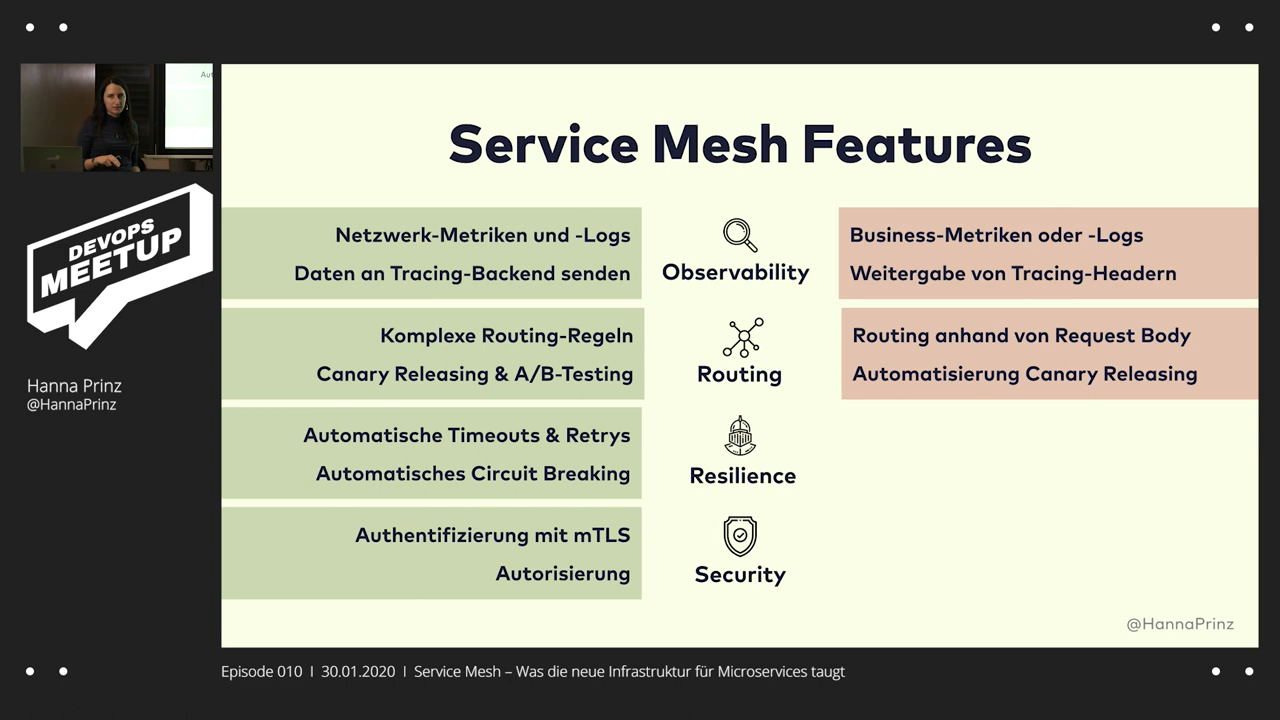 DEVOPS
MEETUP
Hanna Prinz
@HannaPrinz
Service Mesh Features
Netzwerk-Metriken und -Logs
Daten an Tracing-Backend senden
Observability
Business-Metriken oder -Logs
Weitergabe von Tracing-Headern
Komplexe Routing-Regeln
Canary Releasing & A/B-Testing
Routing
Routing anhand von Request Body
Automatisierung Canary Releasing
Automatische Timeouts & Retrys
Automatisches Circuit Breaking
Resilience
Authentifizierung mit mTLS
Autorisierung
Security
@HannaPrinz
Episode 010 | 30.01.2020 | Service Mesh – Was die neue Infrastruktur für Microservices taugt